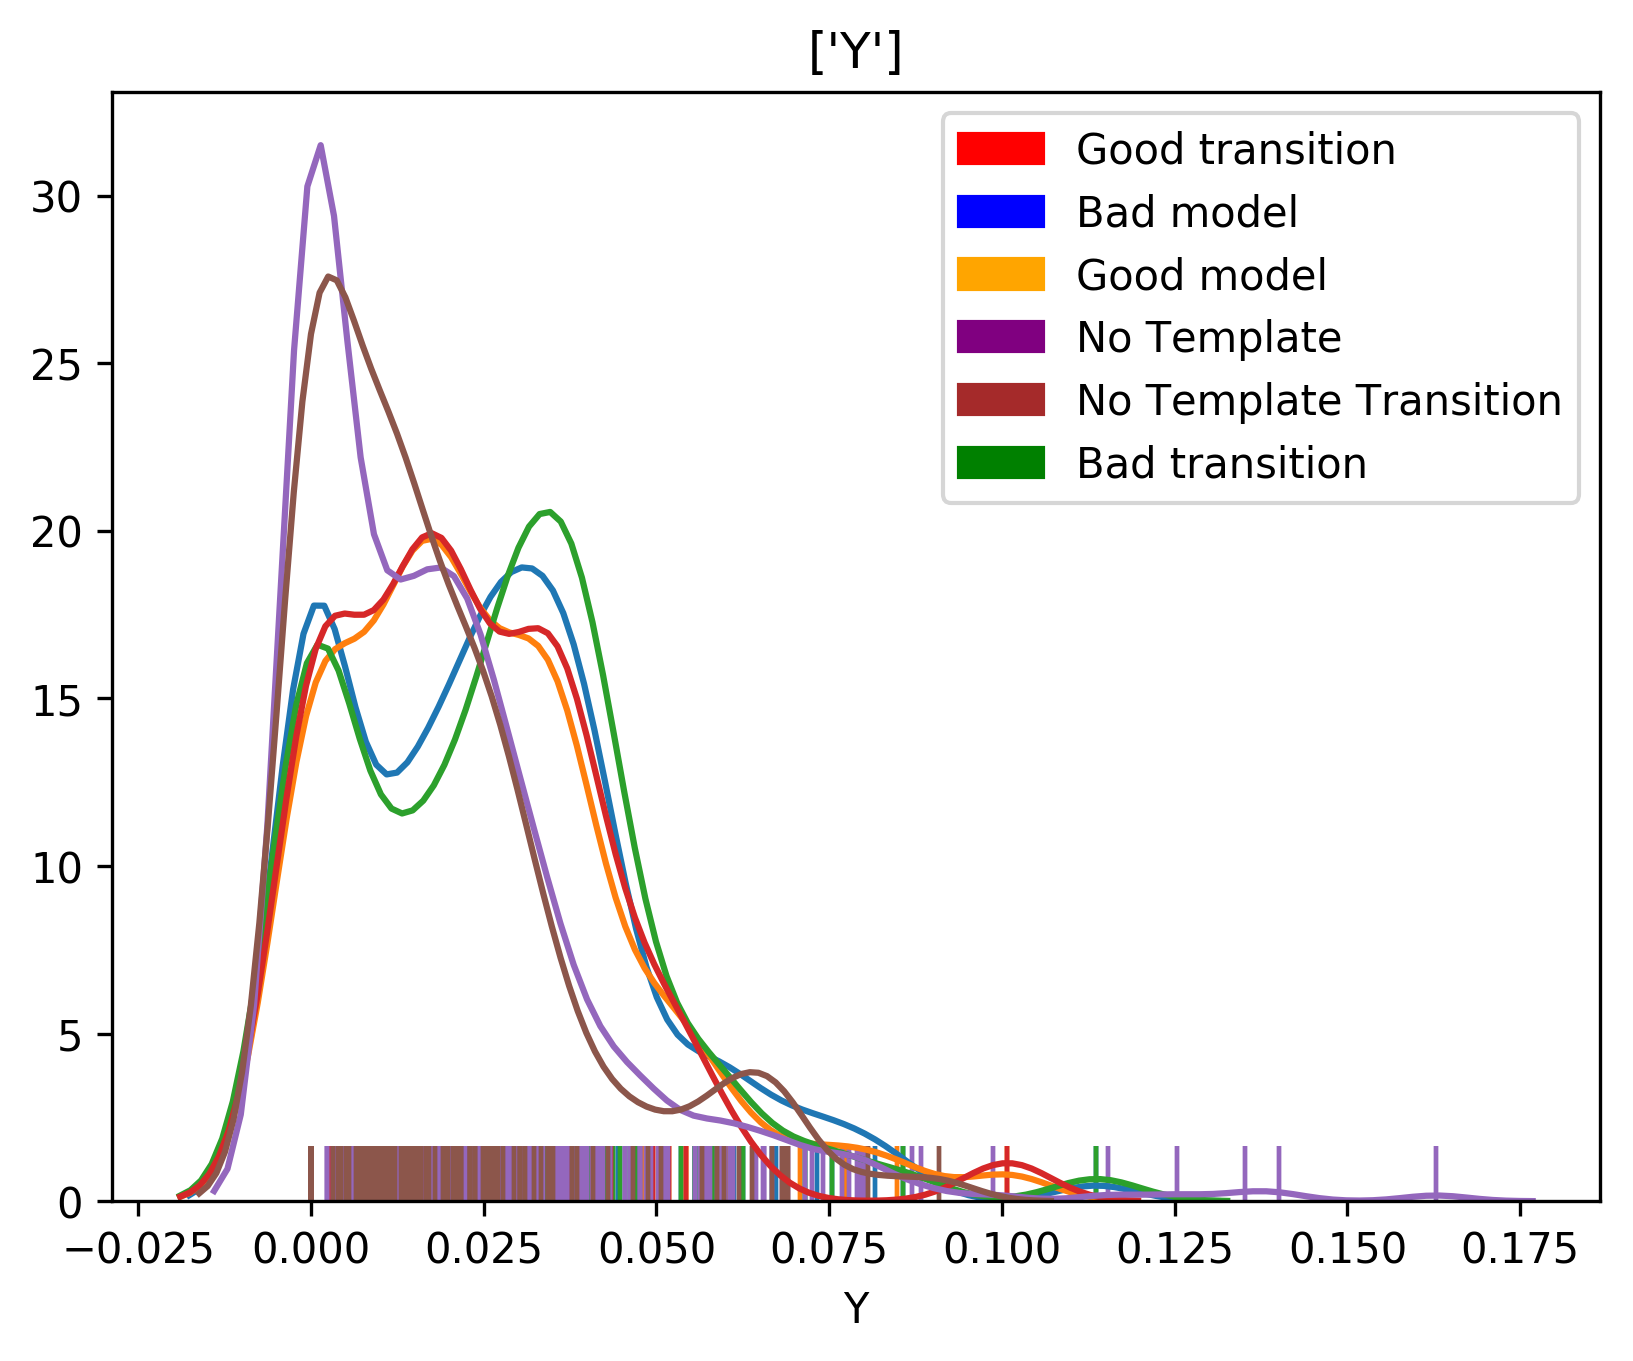 ['Y']
Good transition
Bad model
Good model
No Template
No Template Transition
Bad transition
30
25
20
15
10
5
0
−0.025 0.000 0.025 0.050 0.075 0.100 0.125 0.150 0.175
Y